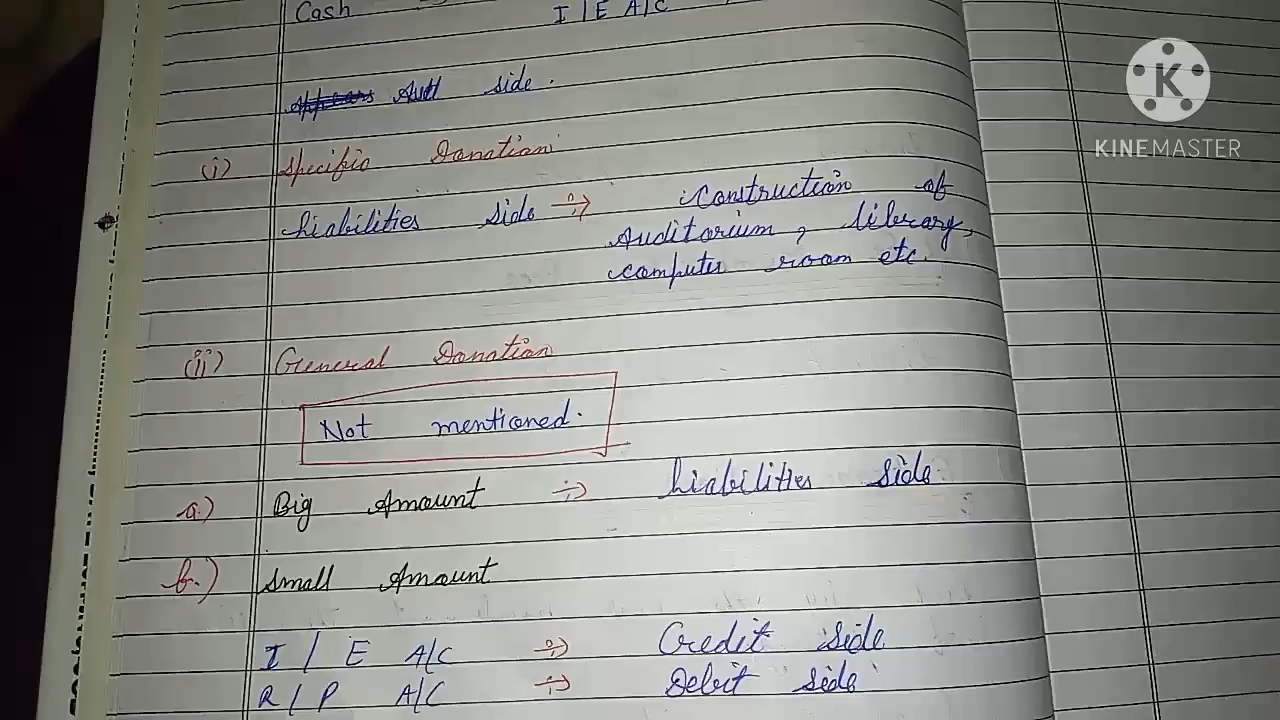 Cash
I / E A/C
side.
(i) Specific Donation
Liabilities side ÷) Construction of
Auditorium, library,
computer room etc.
(ii) General Donation
Not mentioned.
a.) Big Amount ÷) Liabilities Side.
b.) Small Amount
I / E A/C ÷) Credit side
R / P A/C ÷) Debit side
K
KINEMASTER